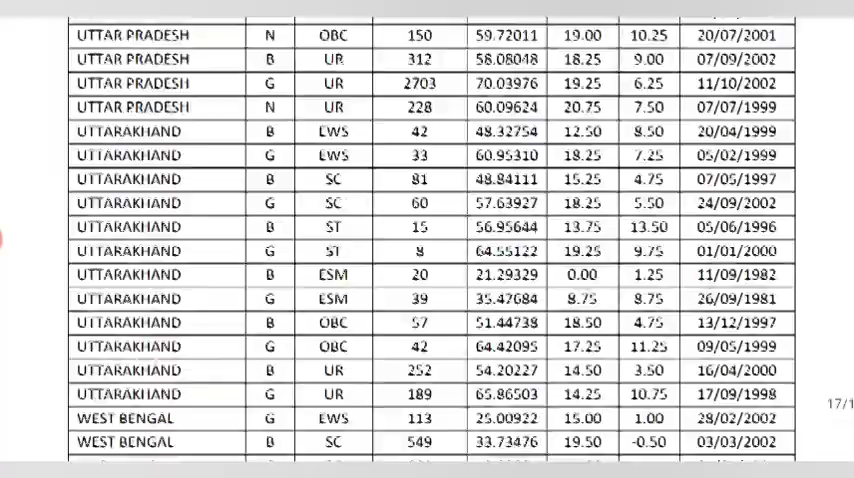 UTTAR PRADESH N OBC 150 59.72011 19.00 10.25 20/07/2001
UTTAR PRADESH B UR 312 58.08048 18.25 9.00 07/09/2002
UTTAR PRADESH G UR 2703 70.03976 19.25 6.25 11/10/2002
UTTAR PRADESH N UR 228 60.09624 20.75 7.50 07/07/1999
UTTARAKHAND B EWS 42 48.32754 12.50 8.50 20/04/1999
UTTARAKHAND G EWS 33 60.95310 18.25 7.25 05/02/1999
UTTARAKHAND B SC 81 48.84111 15.25 4.75 07/05/1997
UTTARAKHAND G SC 60 57.63927 18.25 5.50 24/09/2002
UTTARAKHAND B ST 15 56.95644 13.75 13.50 05/06/1996
UTTARAKHAND G ST 8 64.55122 19.25 9.75 01/01/2000
UTTARAKHAND B ESM 20 21.29329 0.00 1.25 11/09/1982
UTTARAKHAND G ESM 39 35.47684 8.75 8.75 26/09/1981
UTTARAKHAND B OBC 57 51.44738 18.50 4.75 13/12/1997
UTTARAKHAND G OBC 42 64.42095 17.25 11.25 09/05/1999
UTTARAKHAND B UR 252 54.20227 14.50 3.50 16/04/2000
UTTARAKHAND G UR 189 65.86503 14.25 10.75 17/09/1998
17/1
WEST BENGAL G EWS 113 25.00922 15.00 1.00 28/02/2002
WEST BENGAL B SC 549 33.73476 19.50 -0.50 03/03/2002